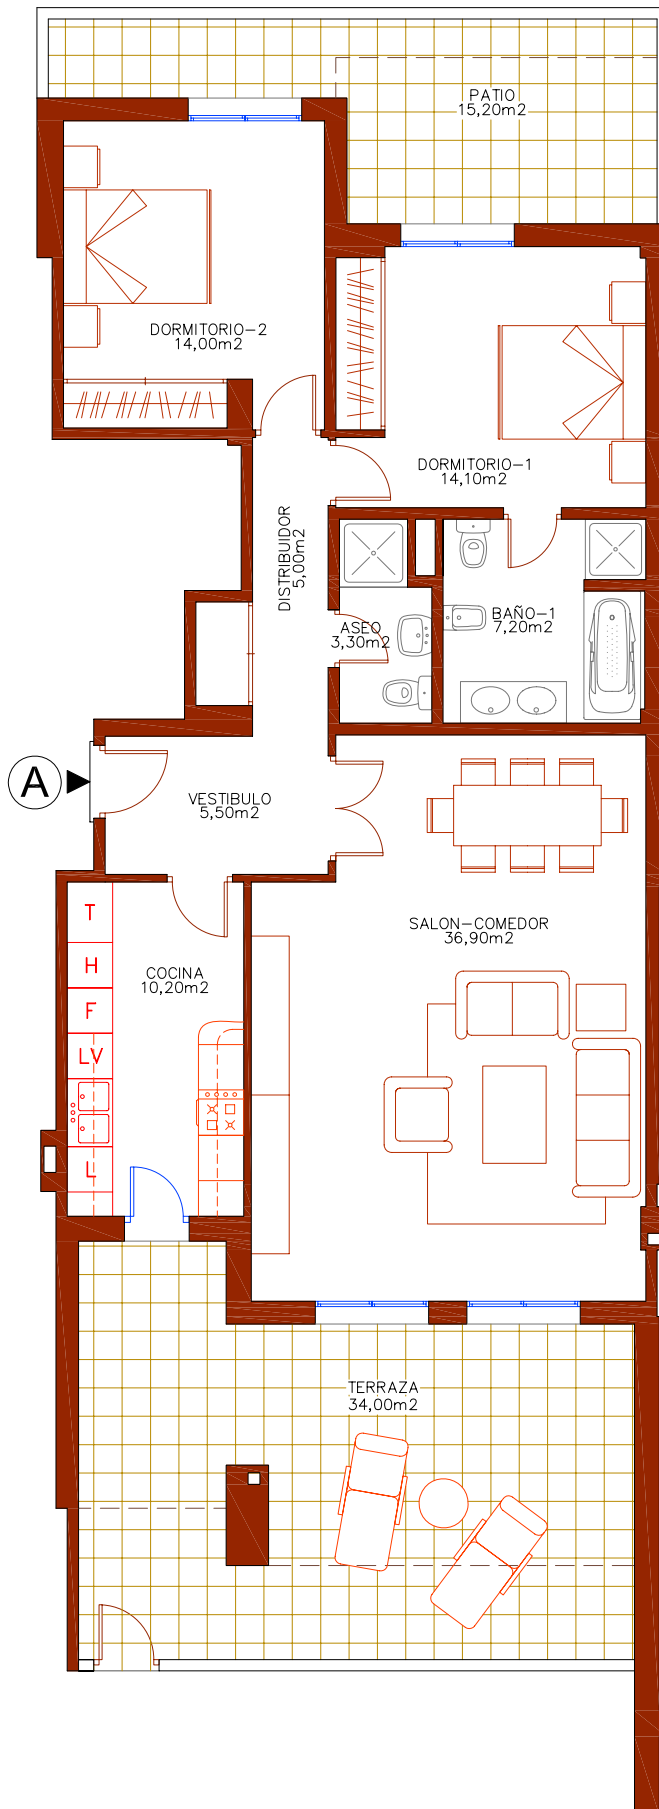 PATIO
15,20m2
DORMITORIO-2
14,00m2
DORMITORIO-1
14,10m2
DISTRIBUIDOR
5,00m2
ASEO
3,30m2
BAÑO-1
7,20m2
A
VESTIBULO
5,50m2
SALON-COMEDOR
36,90m2
T
H
F
LV
L
COCINA
10,20m2
TERRAZA
34,00m2